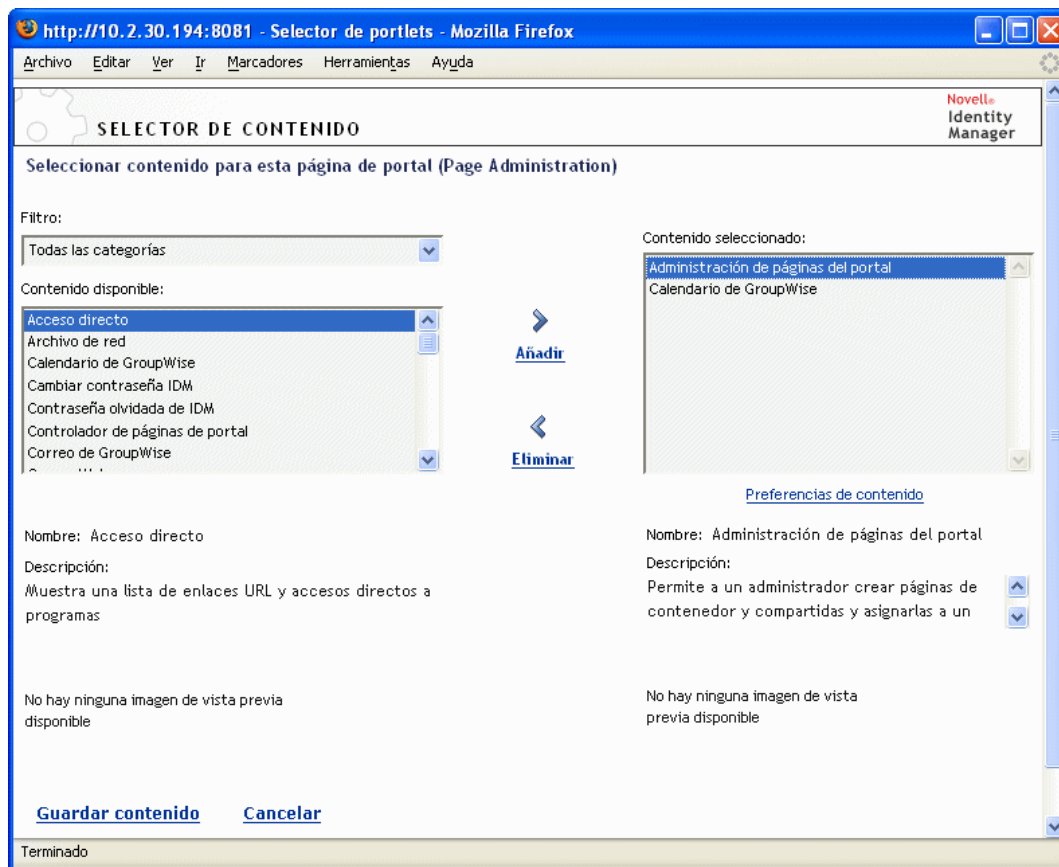 http://10.2.30.194:8081 - Selector de portlets - Mozilla Firefox
Archivo Editar Ver Ir Marcadores Herramientas Ayuda
SELECTOR DE CONTENIDO
Novell®
Identity
Manager
Seleccionar contenido para esta página de portal (Page Administration)
Filtro:
Todas las categorías
Contenido disponible:
Acceso directo
Archivo de red
Calendario de GroupWise
Cambiar contraseña IDM
Contraseña olvidada de IDM
Controlador de páginas de portal
Correo de GroupWise
Añadir
Eliminar
Contenido seleccionado:
Administración de páginas del portal
Calendario de GroupWise
Preferencias de contenido
Nombre: Acceso directo
Descripción:
Muestra una lista de enlaces URL y accesos directos a
programas
Nombre: Administración de páginas del portal
Descripción:
Permite a un administrador crear páginas de
contenedor y compartidas y asignarlas a un
No hay ninguna imagen de vista previa
disponible
No hay ninguna imagen de vista
previa disponible
Guardar contenido Cancelar
Terminado